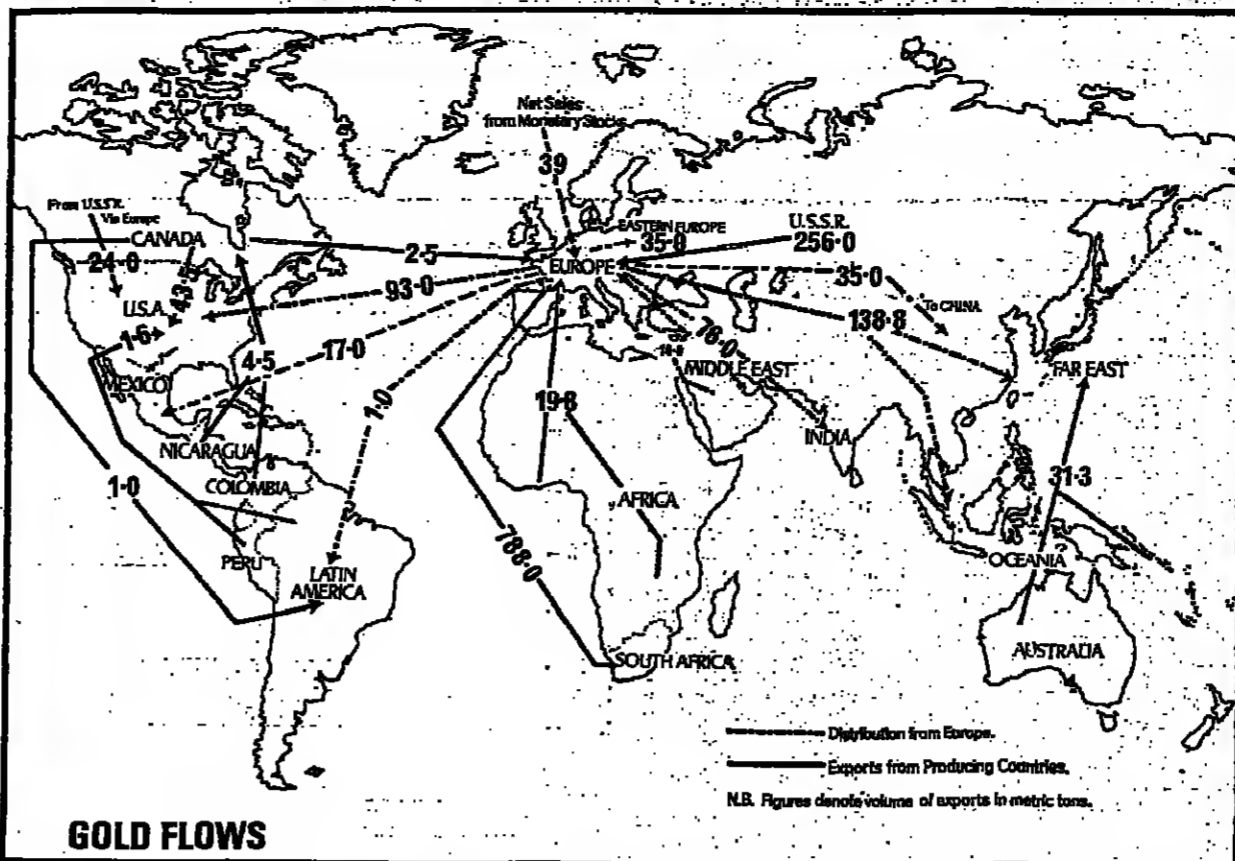 Net Sales
from Monetary Stocks
39
From U.S.S.R.
Via Europe
CANADA
24·0
43·5
2·5
EASTERN EUROPE
35·0
U.S.S.R.
256·0
EUROPE
U.S.A.
93·0
35·0
To CHINA
1·6
17·0
138·8
76·0
MEXICO
4·5
1·0
19·8
MIDDLE EAST
FAR EAST
NICARAGUA
INDIA
COLOMBIA
1·0
AFRICA
31·3
788·0
PERU
LATIN
AMERICA
OCEANIA
SOUTH AFRICA
AUSTRALIA
Distribution from Europe.
Exports from Producing Countries.
N.B. Figures denote volume of exports in metric tons.
GOLD FLOWS